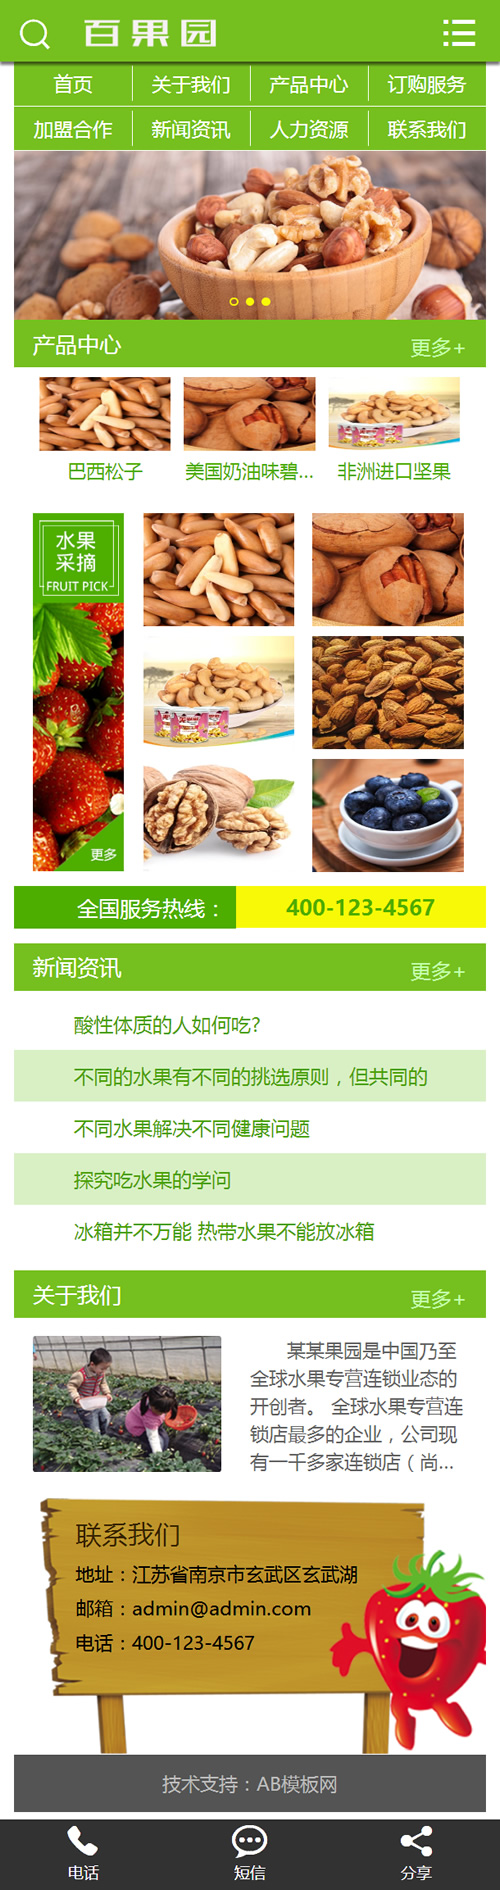 百果园
首页 关于我们 产品中心 订购服务
加盟合作 新闻资讯 人力资源 联系我们
产品中心 更多+
巴西松子 美国奶油味碧... 非洲进口坚果
水果
采摘
FRUIT PICK
更多
全国服务热线： 400-123-4567
新闻资讯 更多+
酸性体质的人如何吃?
不同的水果有不同的挑选原则，但共同的
不同水果解决不同健康问题
探究吃水果的学问
冰箱并不万能 热带水果不能放冰箱
关于我们 更多+
某某果园是中国乃至
全球水果专营连锁业态的
开创者。 全球水果专营连
锁店最多的企业，公司现
有一千多家连锁店（尚...
联系我们
地址：江苏省南京市玄武区玄武湖
邮箱：admin@admin.com
电话：400-123-4567
技术支持：AB模板网
电话 短信 分享